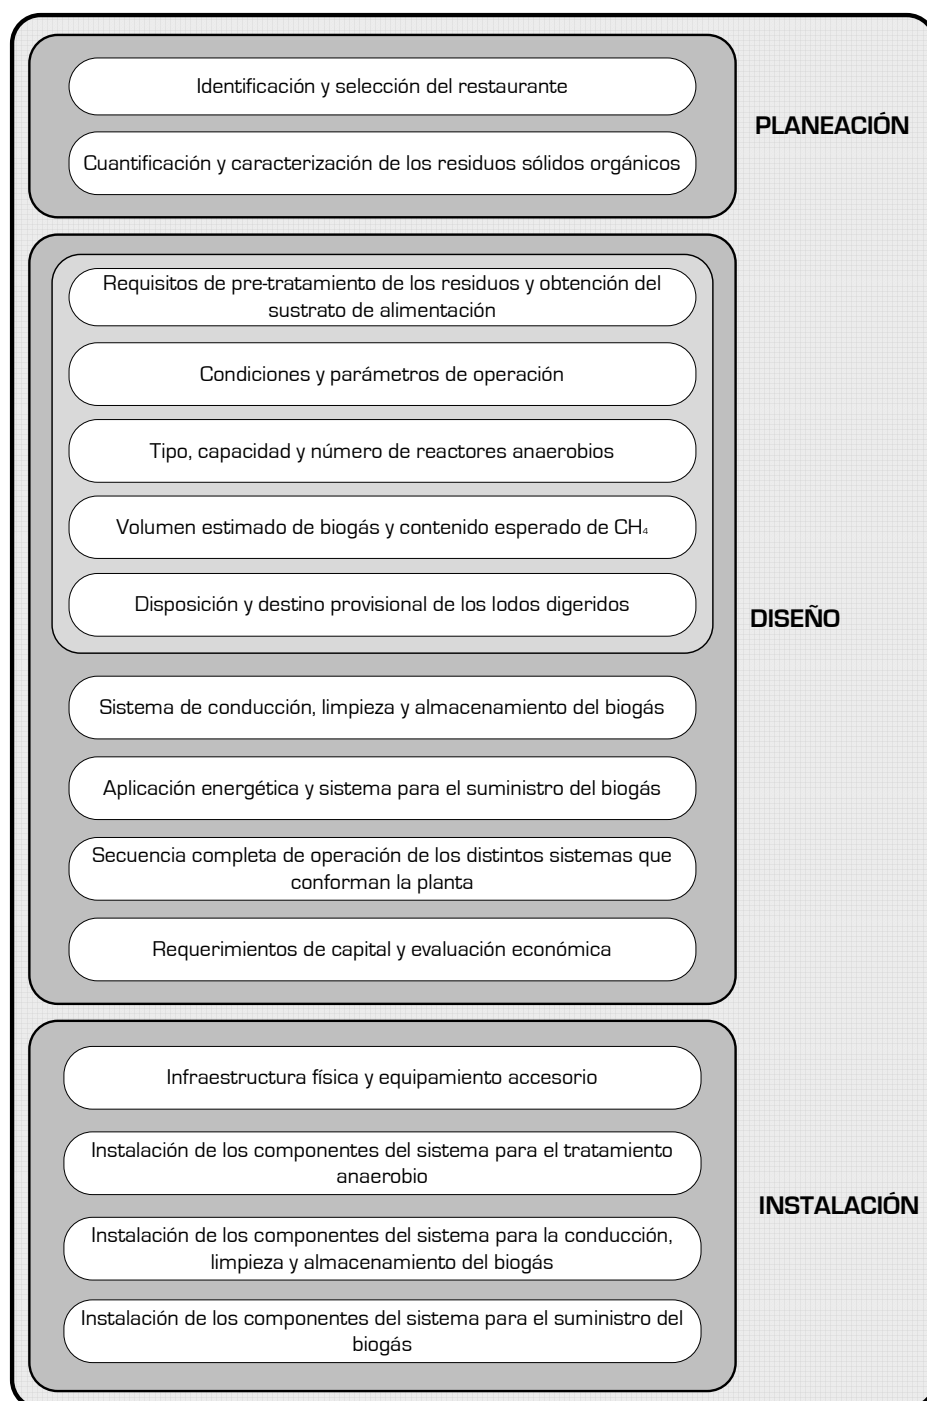 Identificación y selección del restaurante
Cuantificación y caracterización de los residuos sólidos orgánicos
PLANEACIÓN
Requisitos de pre-tratamiento de los residuos y obtención del
sustrato de alimentación
Condiciones y parámetros de operación
Tipo, capacidad y número de reactores anaerobios
Volumen estimado de biogás y contenido esperado de CH₄
Disposición y destino provisional de los lodos digeridos
DISEÑO
Sistema de conducción, limpieza y almacenamiento del biogás
Aplicación energética y sistema para el suministro del biogás
Secuencia completa de operación de los distintos sistemas que
conforman la planta
Requerimientos de capital y evaluación económica
Infraestructura física y equipamiento accesorio
Instalación de los componentes del sistema para el tratamiento
anaerobio
INSTALACIÓN
Instalación de los componentes del sistema para la conducción,
limpieza y almacenamiento del biogás
Instalación de los componentes del sistema para el suministro del
biogás